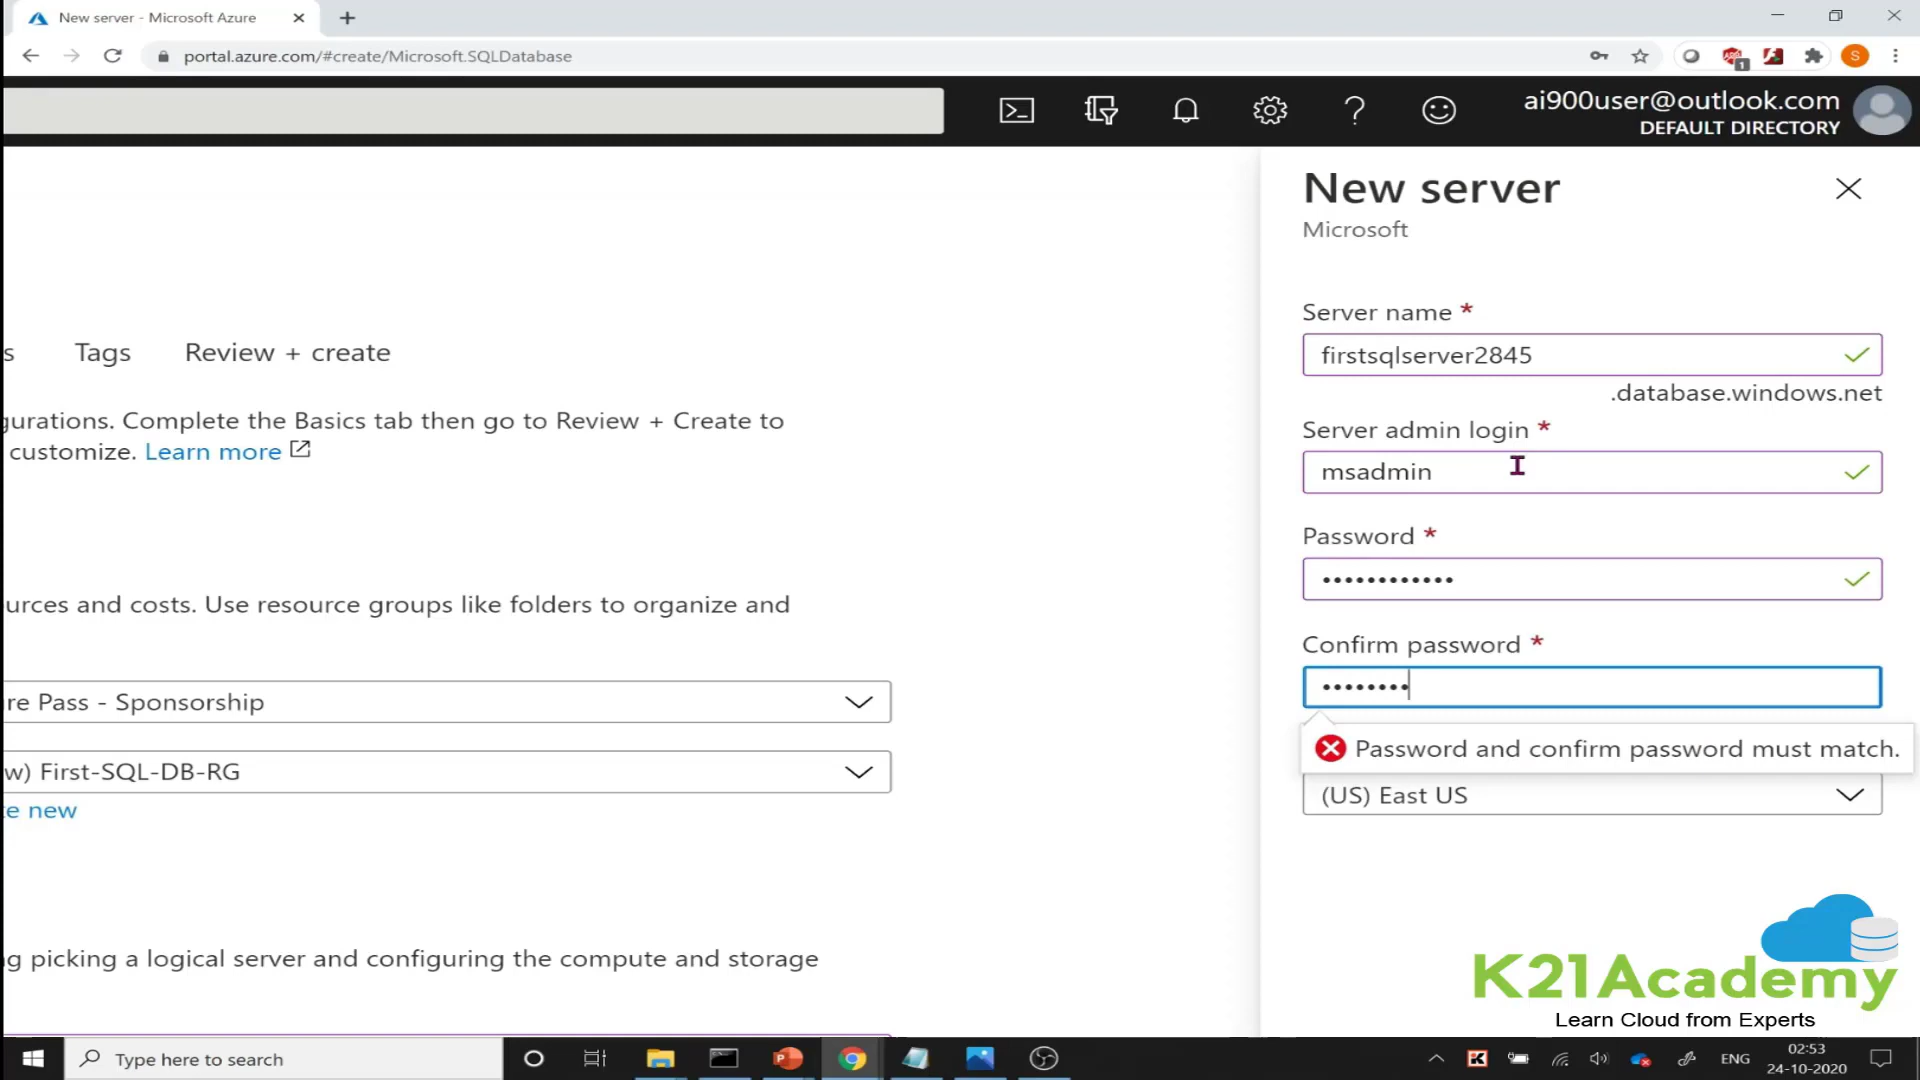 New server - Microsoft Azure
portal.azure.com/#create/Microsoft.SQLDatabase
1
S
ai900user@outlook.com
DEFAULT DIRECTORY
New server
Microsoft
Server name *
firstsqlserver2845
.database.windows.net
Server admin login *
msadmin
Password *
Confirm password *
Password and confirm password must match.
(US) East US
s Tags Review + create
gurations. Complete the Basics tab then go to Review + Create to
customize. Learn more
urces and costs. Use resource groups like folders to organize and
re Pass - Sponsorship
w) First-SQL-DB-RG
te new
g picking a logical server and configuring the compute and storage
K21Academy
Learn Cloud from Experts
Type here to search
ENG
02:53
24-10-2020